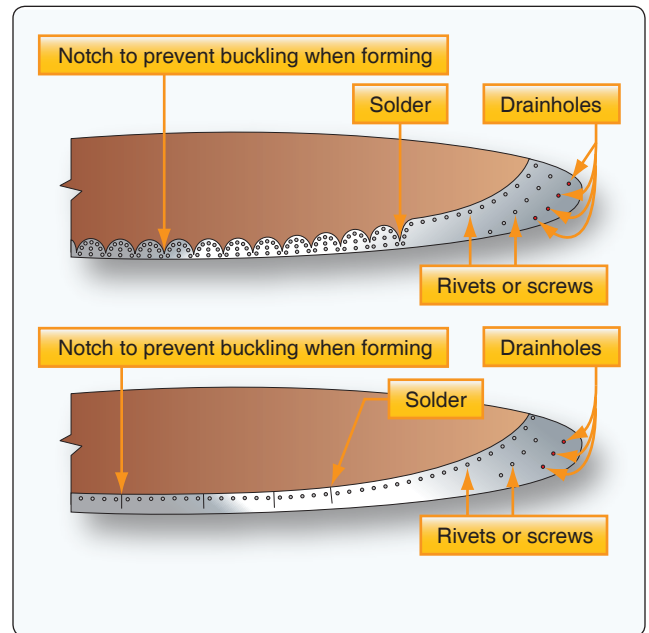 Notch to prevent buckling when forming
Solder
Drainholes
Rivets or screws
Notch to prevent buckling when forming
Drainholes
Solder
Rivets or screws